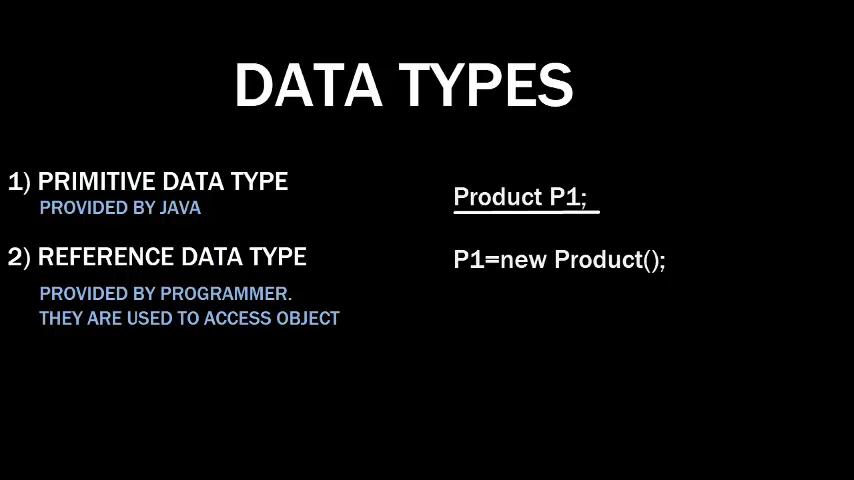 DATA TYPES
1) PRIMITIVE DATA TYPE
PROVIDED BY JAVA
2) REFERENCE DATA TYPE
PROVIDED BY PROGRAMMER.
THEY ARE USED TO ACCESS OBJECT
Product P1;
P1=new Product();